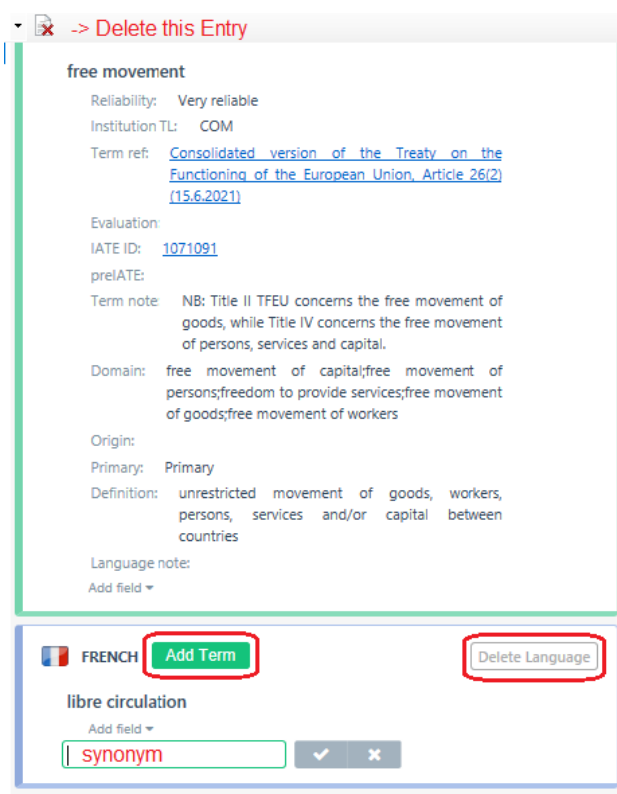 -> Delete this Entry
free movement
Reliability: Very reliable
Institution TL: COM
Term ref: Consolidated version of the Treaty on the
Functioning of the European Union, Article 26(2)
(15.6.2021)
Evaluation:
IATE ID: 1071091
preIATE:
Term note NB: Title II TFEU concerns the free movement of
goods, while Title IV concerns the free movement
of persons, services and capital.
Domain: free movement of capital;free movement of
persons;freedom to provide services;free movement
of goods;free movement of workers
Origin:
Primary: Primary
Definition: unrestricted movement of goods, workers,
persons, services and/or capital between
countries
Language note:
Add field
FRENCH Add Term Delete Language
libre circulation
Add field
synonym